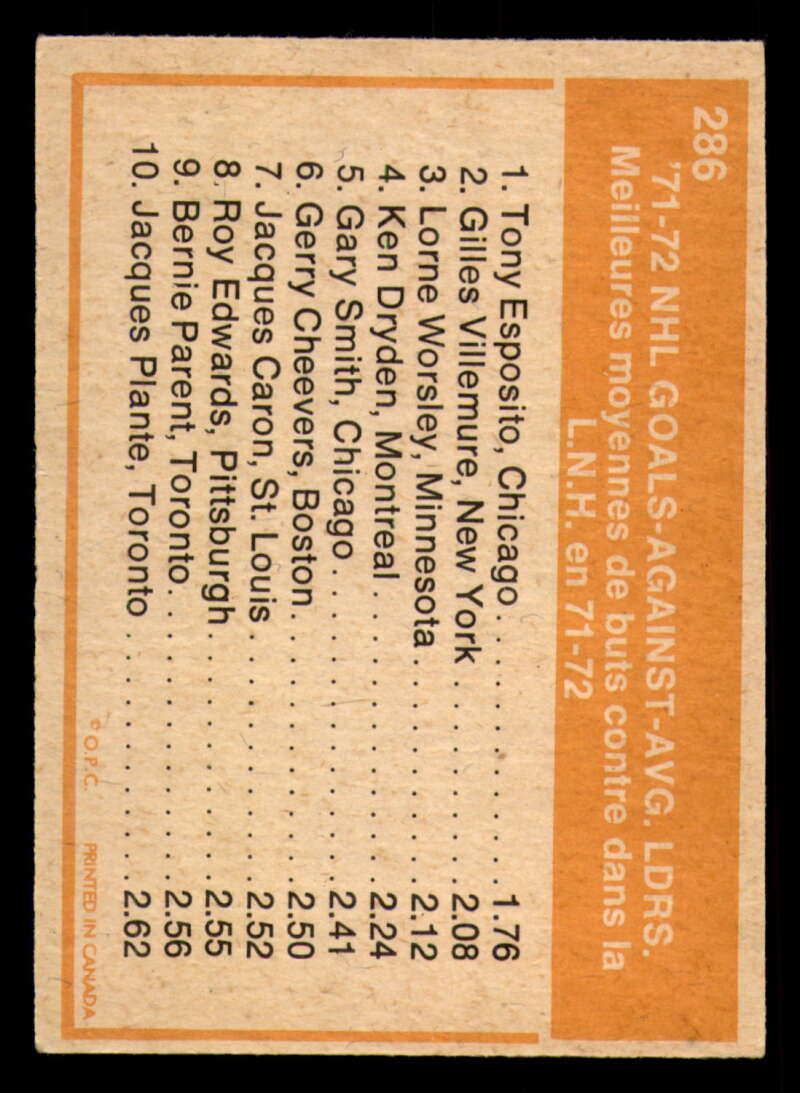 286
'71-72 NHL GOALS-AGAINST-AVG. LDRS.
Meilleures moyennes de buts contre dans la
L.N.H. en 71-72
1. Tony Esposito, Chicago . . . . . . . . . . . 1.76
2. Gilles Villemure, New York . . . . . . . . 2.08
3. Lorne Worsley, Minnesota . . . . . . . . . 2.12
4. Ken Dryden, Montreal . . . . . . . . . . . . 2.24
5. Gary Smith, Chicago . . . . . . . . . . . . . 2.41
6. Gerry Cheevers, Boston . . . . . . . . . . . 2.50
7. Jacques Caron, St. Louis . . . . . . . . . . 2.52
8. Roy Edwards, Pittsburgh . . . . . . . . . . 2.55
9. Bernie Parent, Toronto . . . . . . . . . . . . 2.56
10. Jacques Plante, Toronto . . . . . . . . . . 2.62
© O.P.C. PRINTED IN CANADA